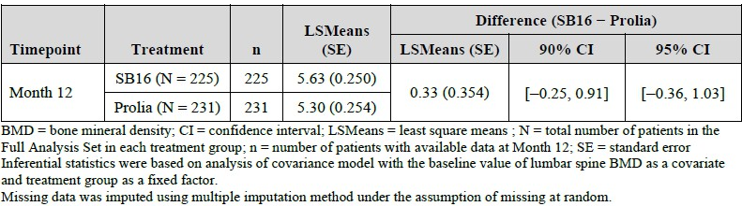 Timepoint Treatment n LSMeans (SE) Difference (SB16 − Prolia)
LSMeans (SE) 90% CI 95% CI
Month 12 SB16 (N = 225) 225 5.63 (0.250) 0.33 (0.354) [−0.25, 0.91] [−0.36, 1.03]
Prolia (N = 231) 231 5.30 (0.254)
BMD = bone mineral density; CI = confidence interval; LSMeans = least square means ; N = total number of patients in the
Full Analysis Set in each treatment group; n = number of patients with available data at Month 12; SE = standard error
Inferential statistics were based on analysis of covariance model with the baseline value of lumbar spine BMD as a covariate
and treatment group as a fixed factor.
Missing data was imputed using multiple imputation method under the assumption of missing at random.